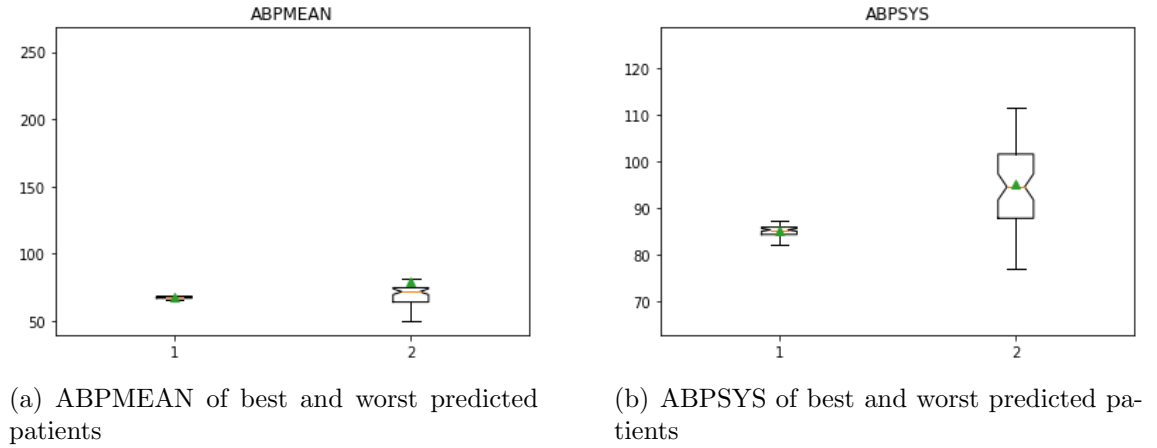 ABPMEAN
250
200
150
100
50
1
2
(a) ABPMEAN of best and worst predicted
patients
ABPSYS
120
110
100
90
80
70
1
2
(b) ABPSYS of best and worst predicted pa-
tients